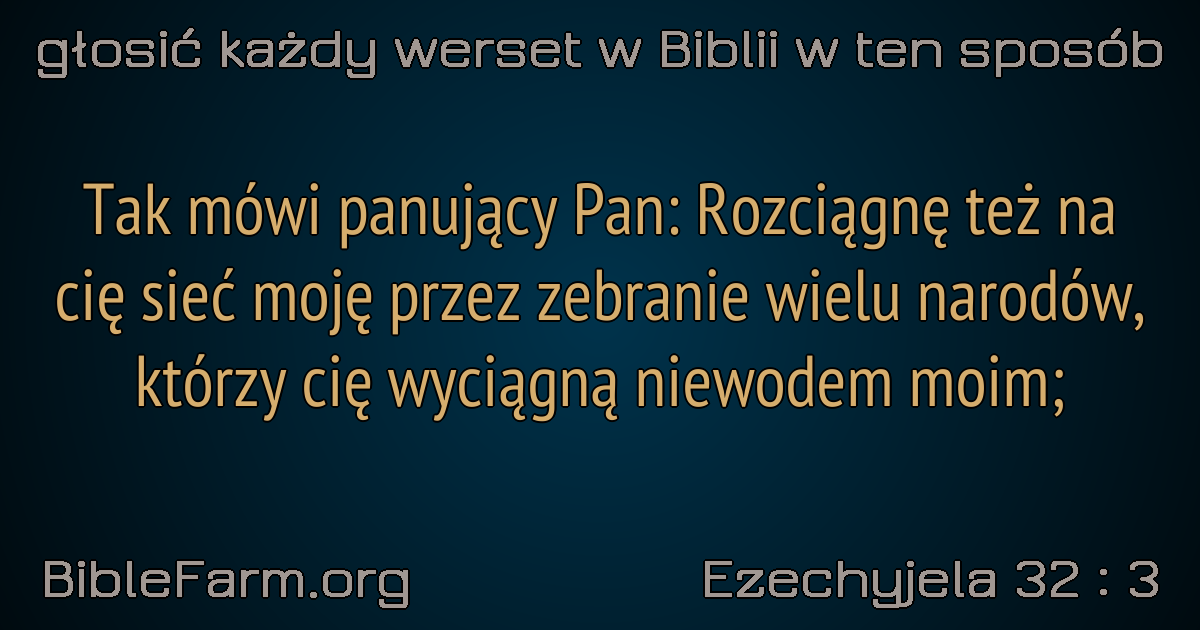 głosić każdy werset w Biblii w ten sposób
Tak mówi panujący Pan: Rozciągnę też na
cię sieć moję przez zebranie wielu narodów,
którzy cię wyciągną niewodem moim;
BibleFarm.org
Ezechyjela 32 : 3